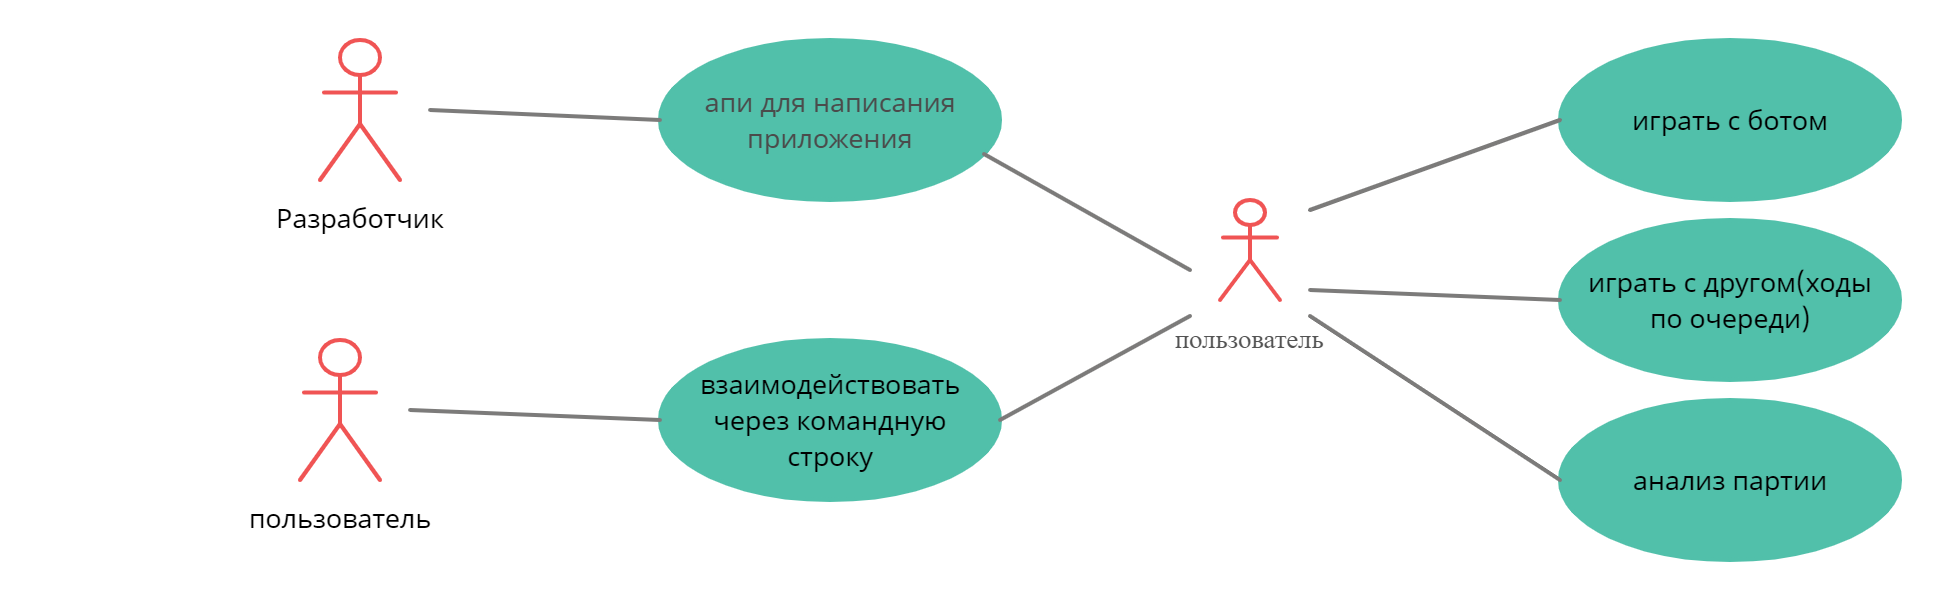 апи для написания
приложения
Разработчик
взаимодействовать
через командную
строку
пользователь
пользователь
играть с ботом
играть с другом(ходы
по очереди)
анализ партии